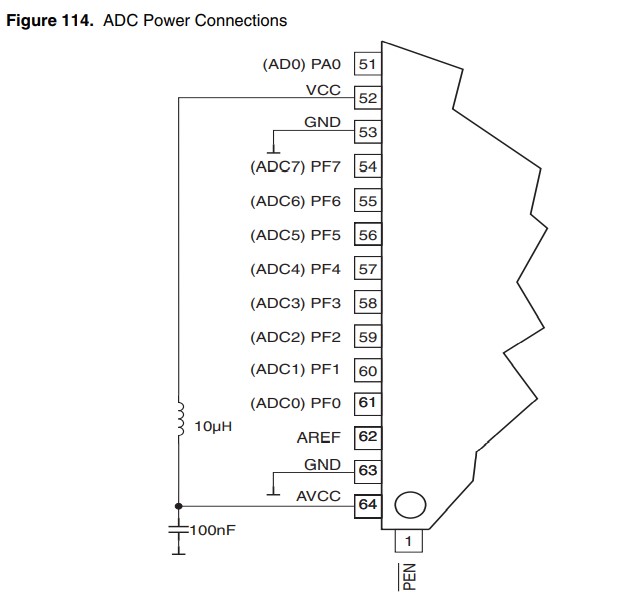 Figure 114. ADC Power Connections
(AD0) PA0 51
VCC 52
GND 53
(ADC7) PF7 54
(ADC6) PF6 55
(ADC5) PF5 56
(ADC4) PF4 57
(ADC3) PF3 58
(ADC2) PF2 59
(ADC1) PF1 60
(ADC0) PF0 61
10μH
AREF 62
GND 63
AVCC 64
100nF
1
PEN